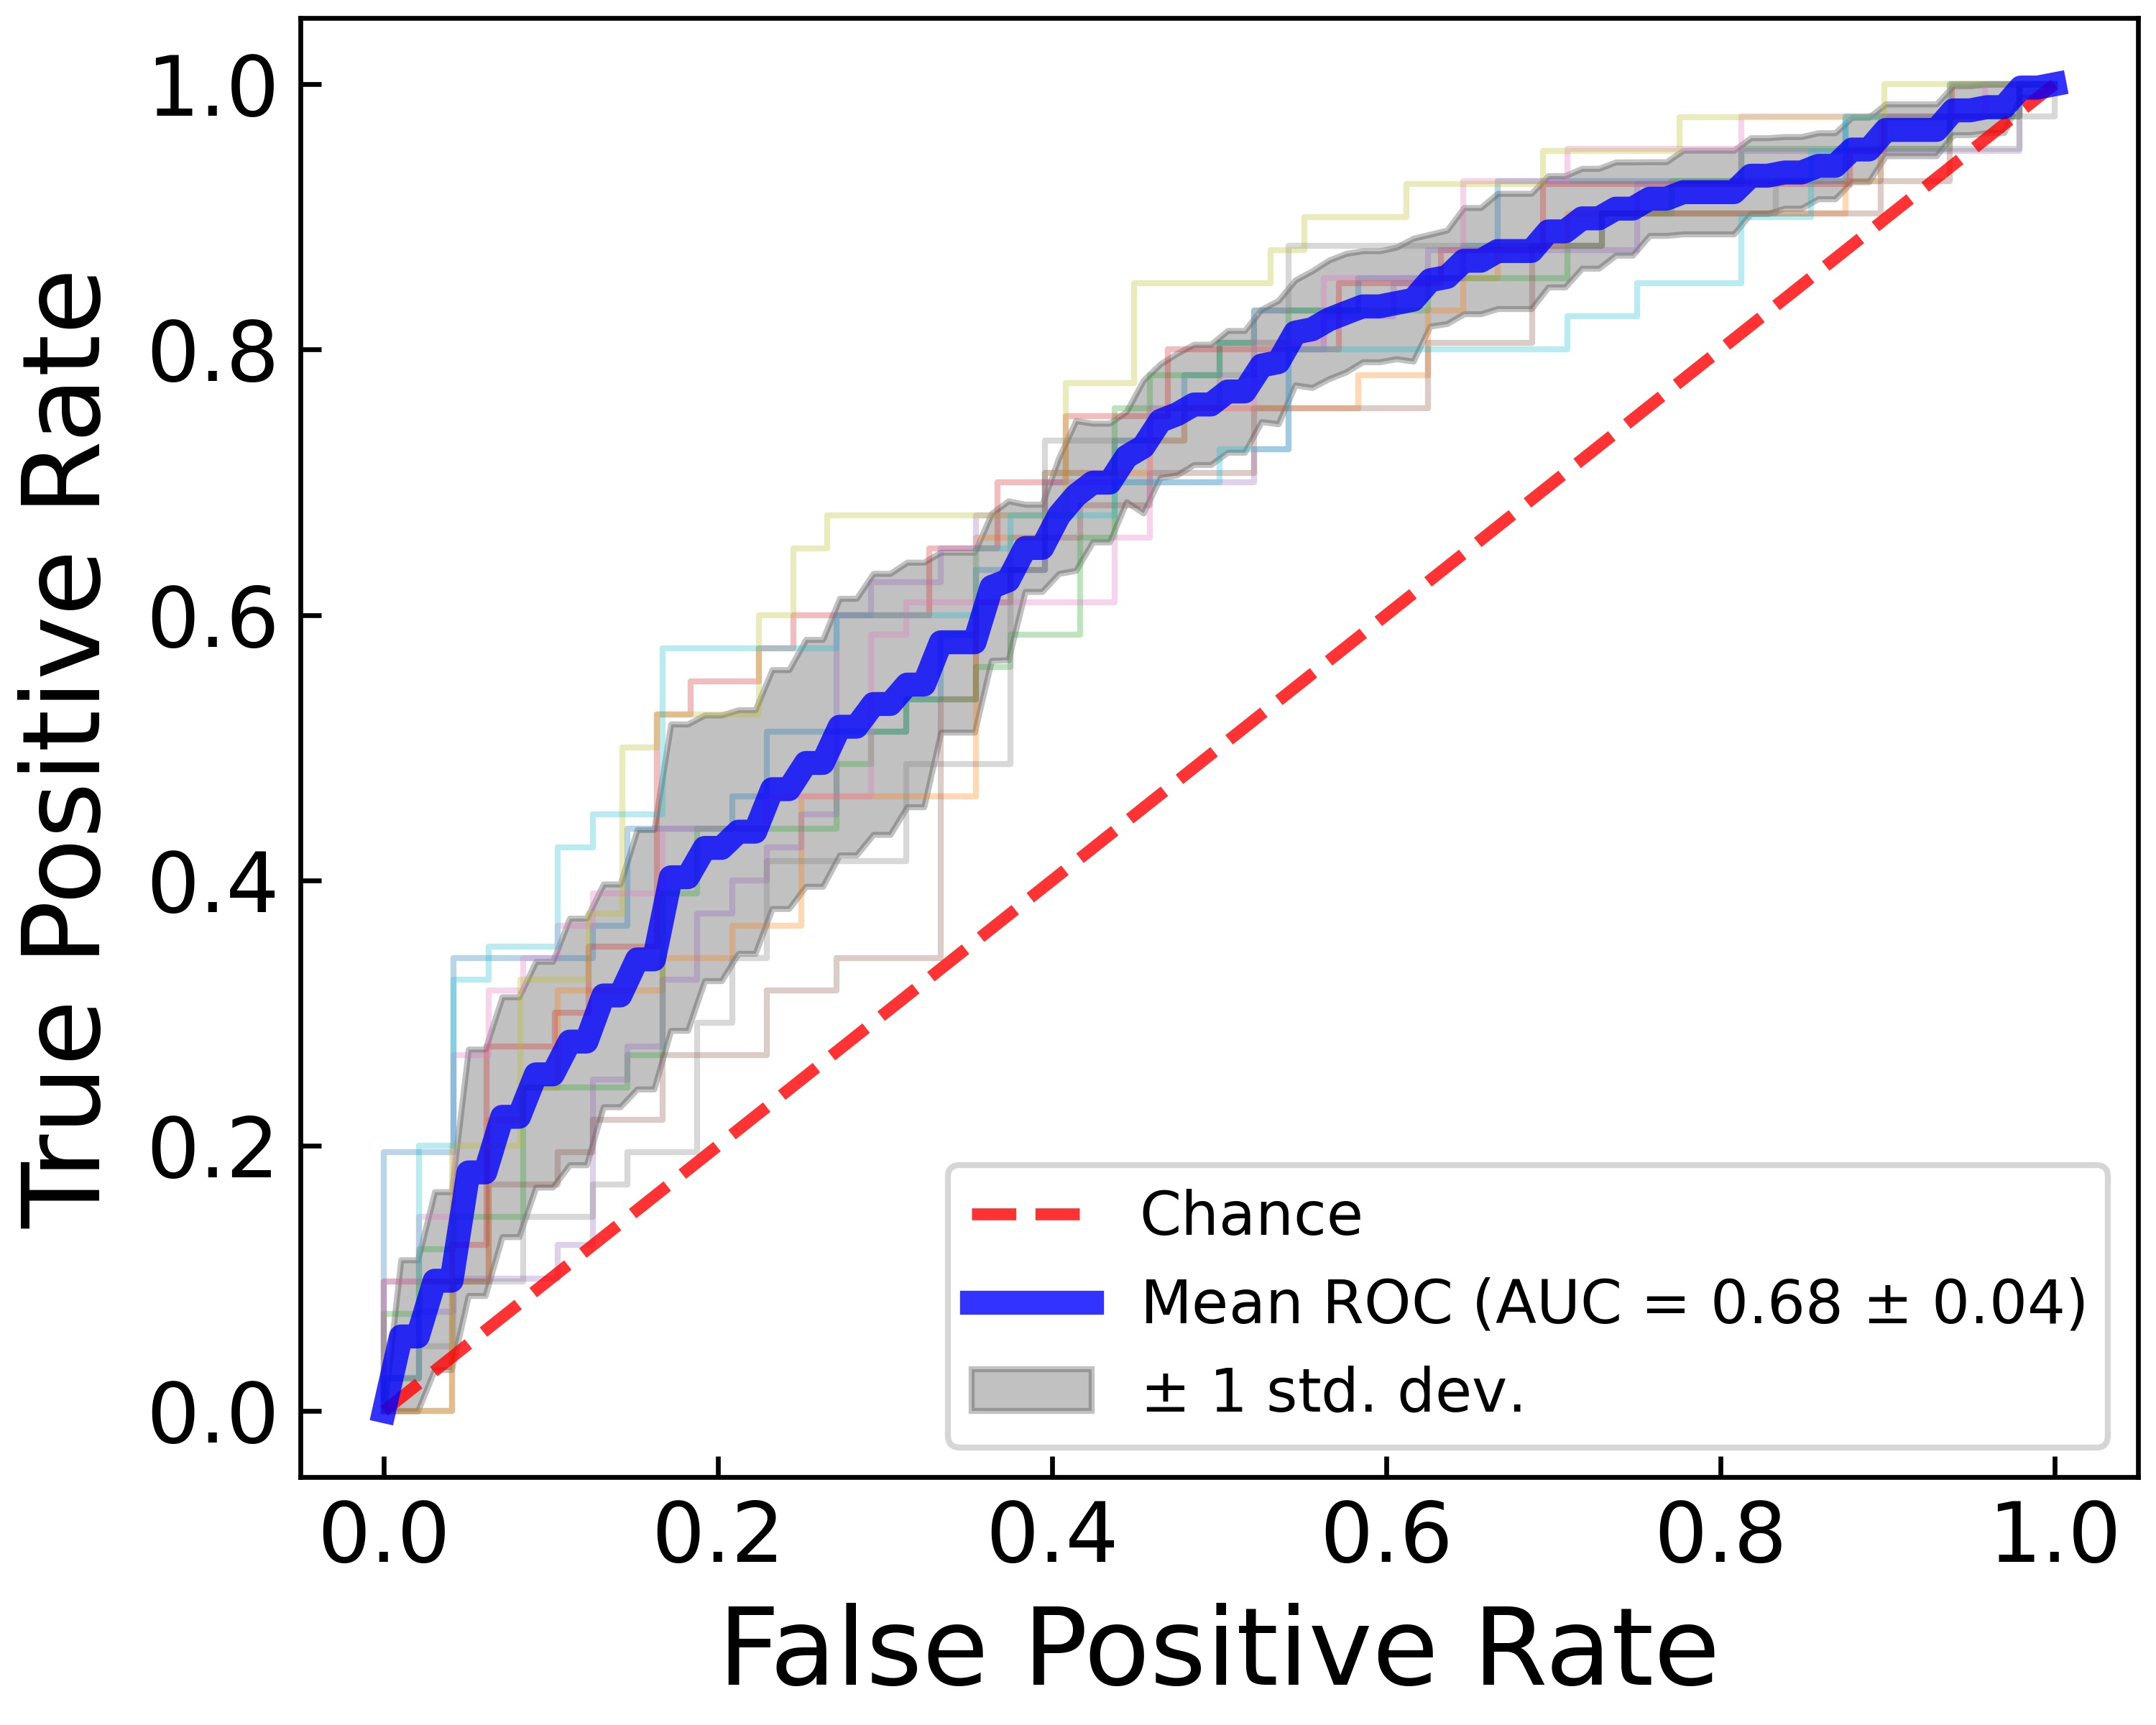 True Positive Rate
1.0
0.8
0.6
0.4
0.2
0.0
Chance
Mean ROC (AUC = 0.68 ± 0.04)
± 1 std. dev.
0.0 0.2 0.4 0.6 0.8 1.0
False Positive Rate